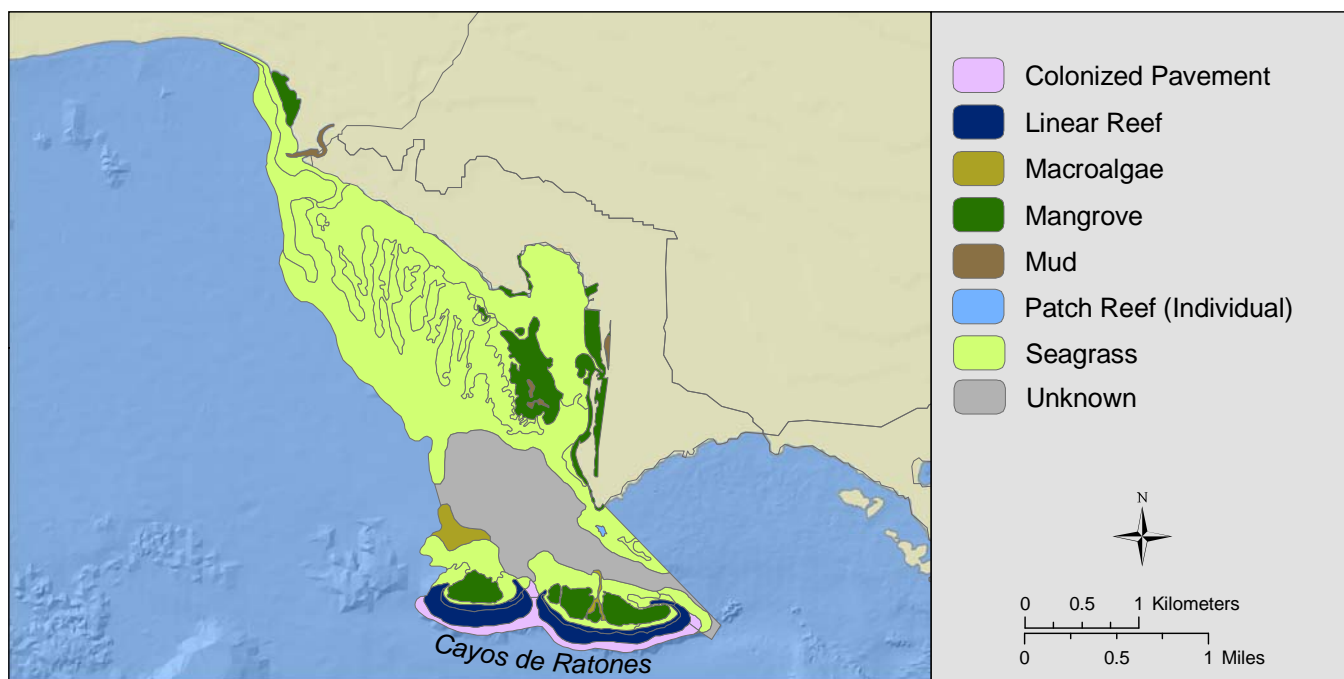 Colonized Pavement
Linear Reef
Macroalgae
Mangrove
Mud
Patch Reef (Individual)
Seagrass
Unknown
N
0 0.5 1 Kilometers
0 0.5 1 Miles
Cayos de Ratones